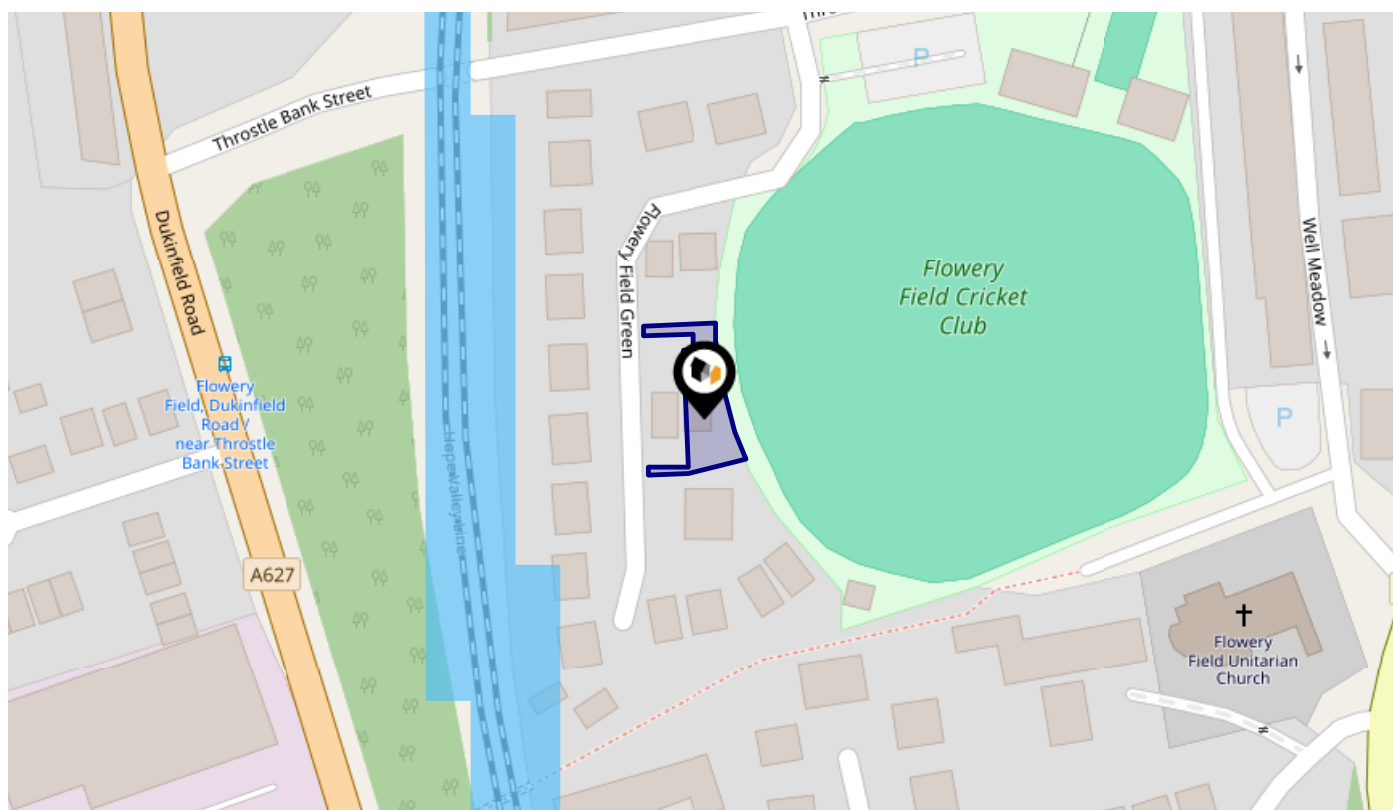 Throstle Bank Street
P
Dukinfield Road
Flowery Field Green
Flowery
Field Cricket
Club
Well Meadow
Flowery
Field, Dukinfield
Road /
near Throstle
Bank Street
P
Hope Valley Line
A627
Flowery
Field Unitarian
Church